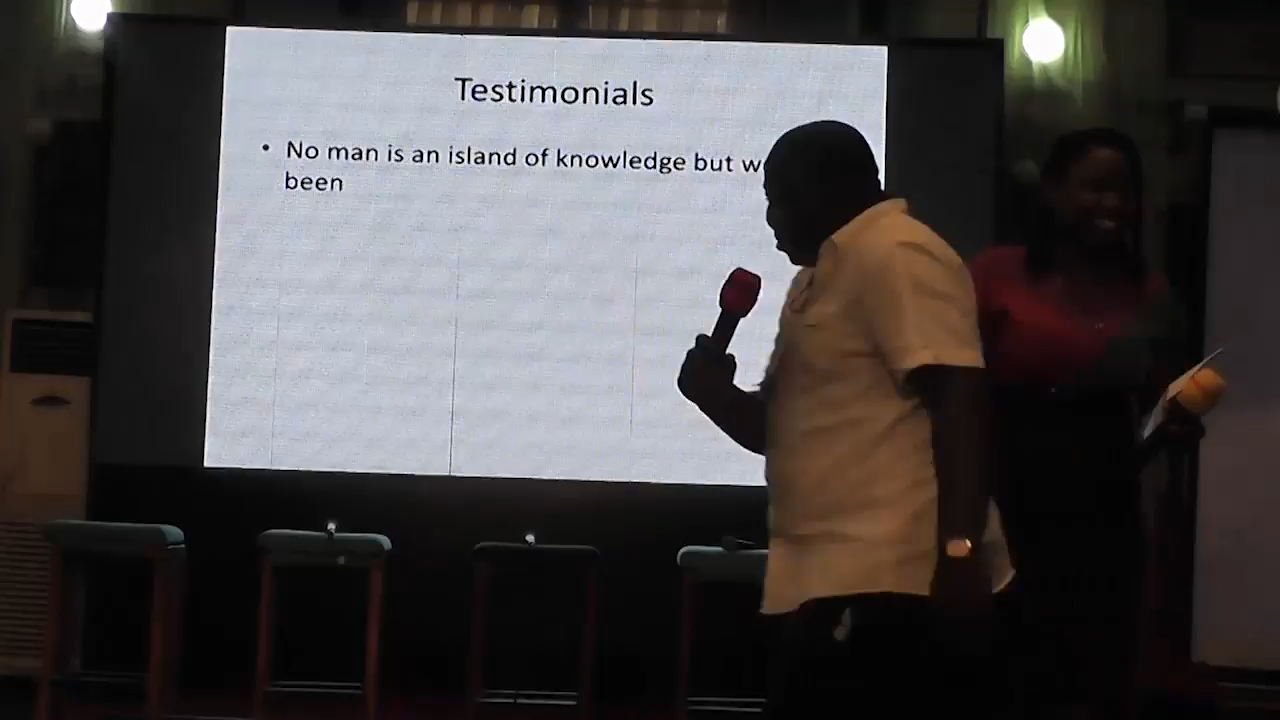 Testimonials
• No man is an island of knowledge but
been